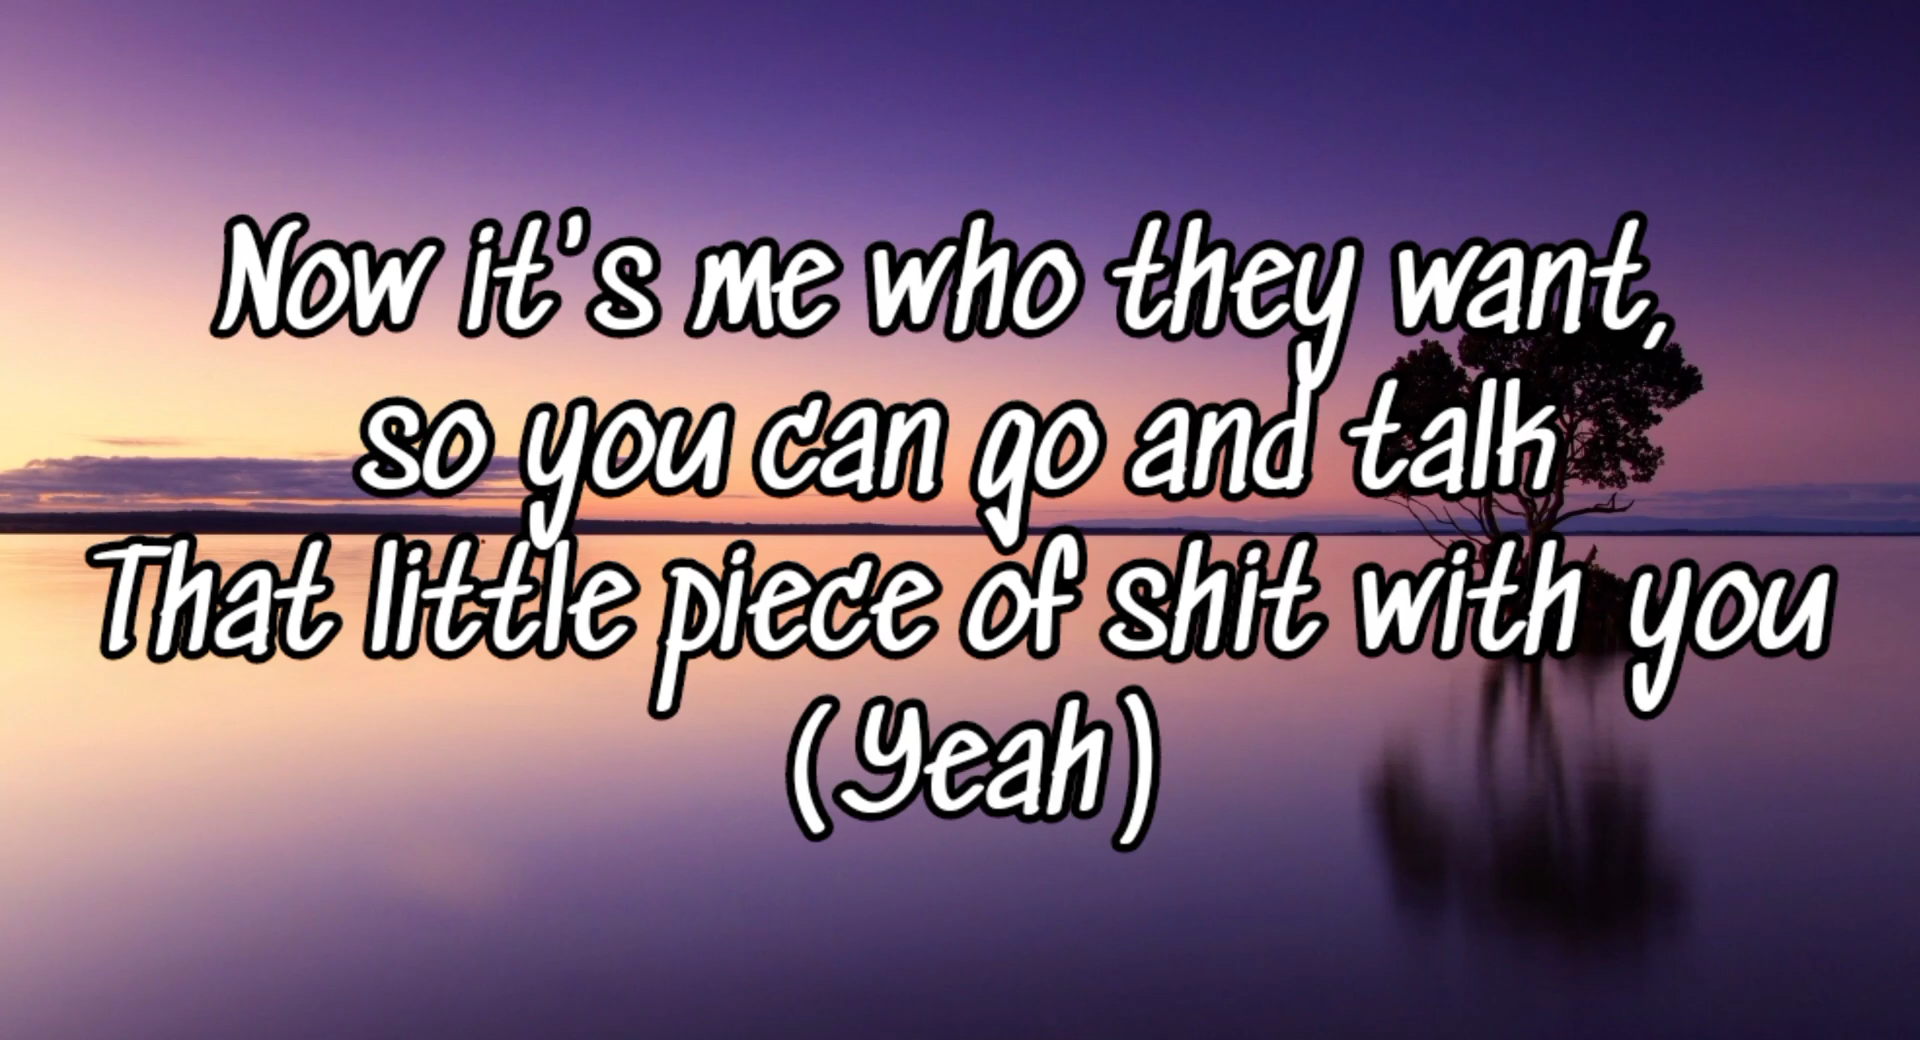 Now it's me who they want,
so you can go and talk
That little piece of shit with you
(Yeah)